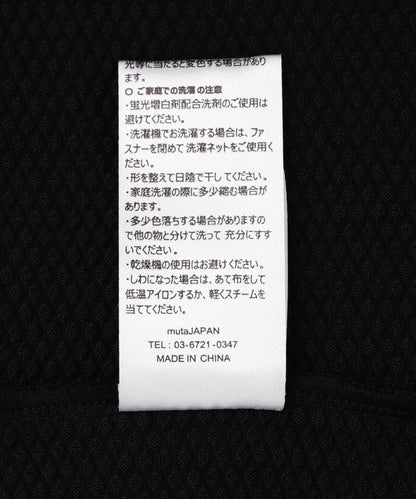 光等に当たると変色する場合があり
ます。
○ ご家庭での洗濯の注意
・蛍光増白剤配合洗剤のご使用は
避けてください。
・洗濯機でお洗濯する場合は、ファ
スナーを閉めて 洗濯ネットをご使用く
ださい。
・形を整えて日陰で干してください。
・家庭洗濯の際に多少縮む場合が
あります。
・多少色落ちする場合がありますの
で他の物と分けて洗って 充分にすす
いでください。
・乾燥機の使用はお避けください。
・しわになった場合は、あて布をして
低温アイロンするか、軽くスチームを
当ててください。
mutaJAPAN
TEL : 03-6721-0347
MADE IN CHINA